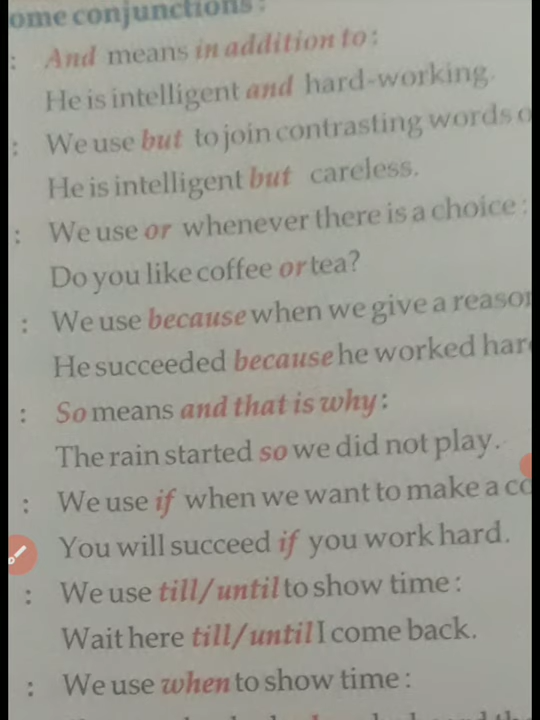 ome conjunctions:
: And means in addition to:
He is intelligent and hard-working.
: We use but to join contrasting words o
He is intelligent but careless.
: We use or whenever there is a choice:
Do you like coffee or tea?
: We use because when we give a reason
He succeeded because he worked hard
: So means and that is why:
The rain started so we did not play.
: We use if when we want to make a co
You will succeed if you work hard.
: We use till/until to show time:
Wait here till/until I come back.
: We use when to show time: